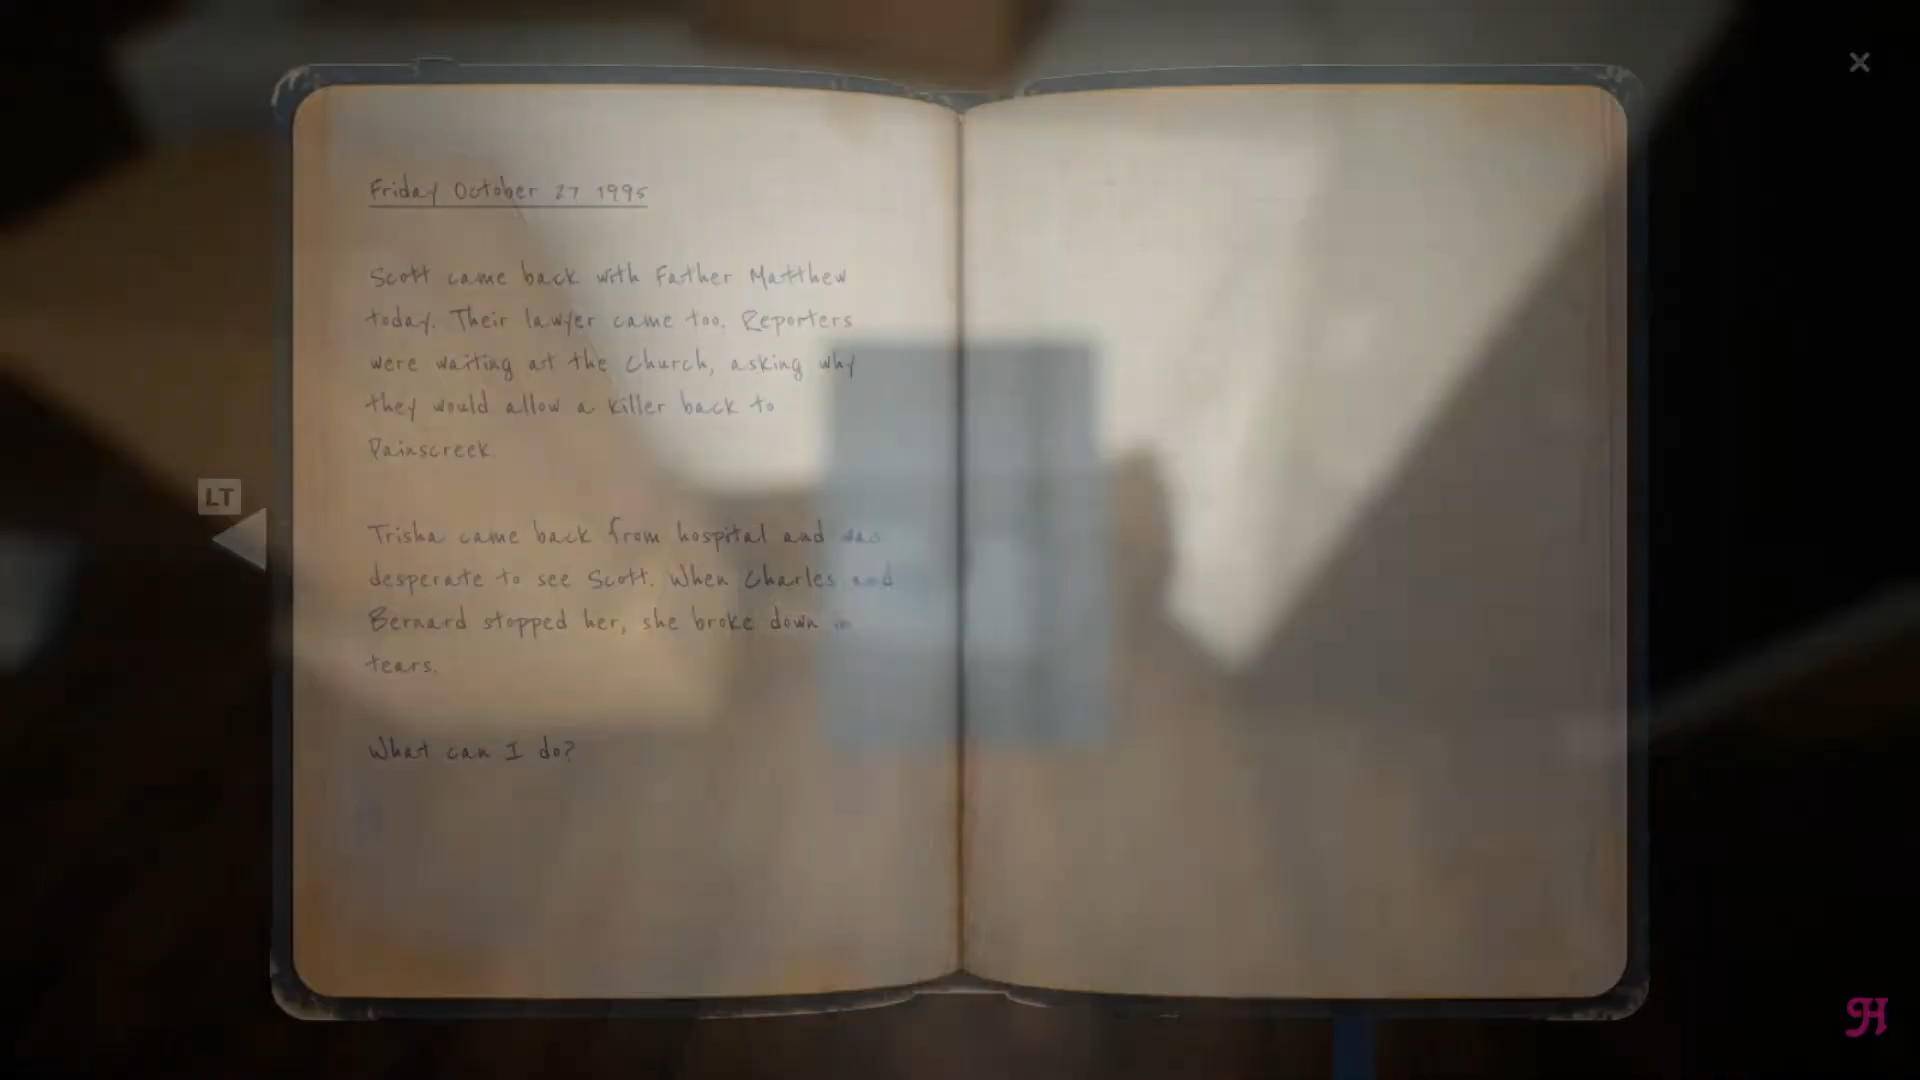 Friday October 27 1995
Scott came back with Father Matthew
today. Their lawyer came too. Reporters
were waiting at the church, asking why
they would allow a killer back to
Painscreek.
LT
Trisha came back from hospital and was
desperate to see Scott. When Charles and
Bernard stopped her, she broke down in
tears.
What can I do?